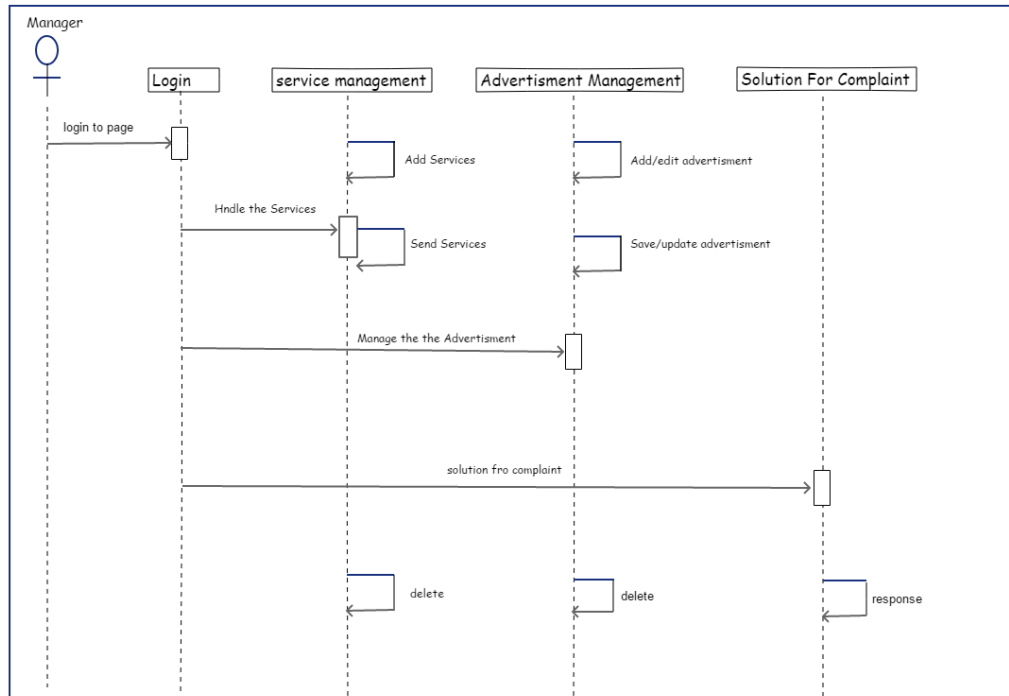 Manager
Login
service management
Advertisment Management
Solution For Complaint
login to page
Add Services
Add/edit advertisment
Hndle the Services
Send Services
Save/update advertisment
Manage the the Advertisment
solution fro complaint
delete
delete
response